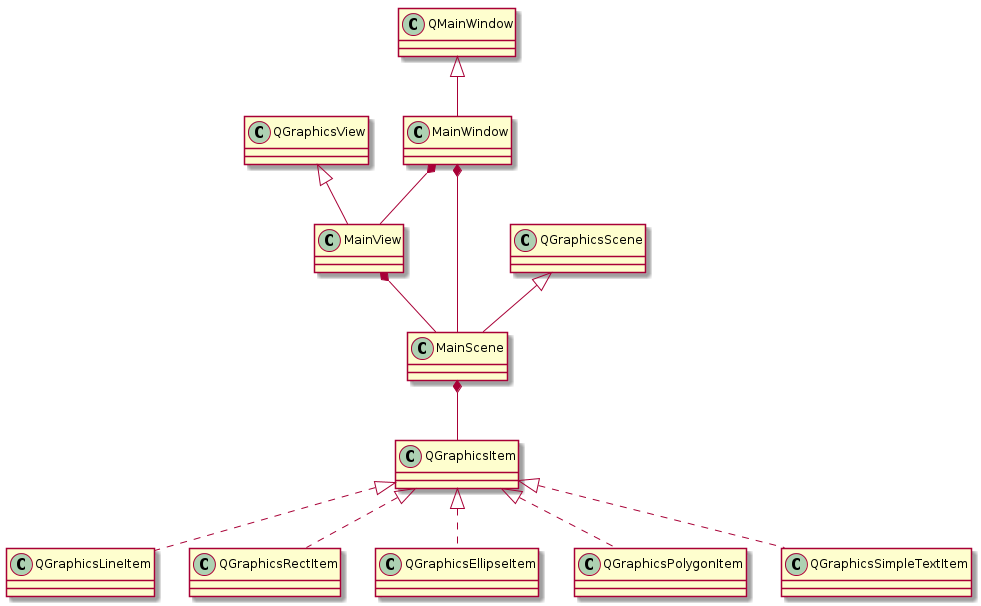 C QMainWindow
C QGraphicsView
C MainWindow
C MainView
C QGraphicsScene
C MainScene
C QGraphicsItem
C QGraphicsLineItem
C QGraphicsRectItem
C QGraphicsEllipseItem
C QGraphicsPolygonItem
C QGraphicsSimpleTextItem